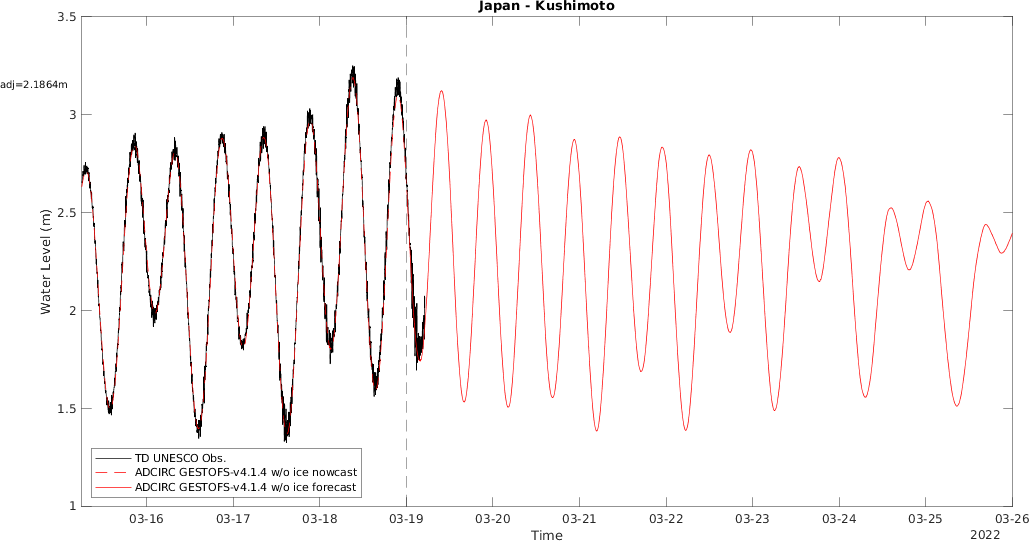 Japan - Kushimoto
3.5
adj=2.1864m
3
2.5
Water Level (m)
2
1.5
1
TD UNESCO Obs.
ADCIRC GESTOFS-v4.1.4 w/o ice nowcast
ADCIRC GESTOFS-v4.1.4 w/o ice forecast
03-16 03-17 03-18 03-19 03-20 03-21 03-22 03-23 03-24 03-25 03-26
Time
2022